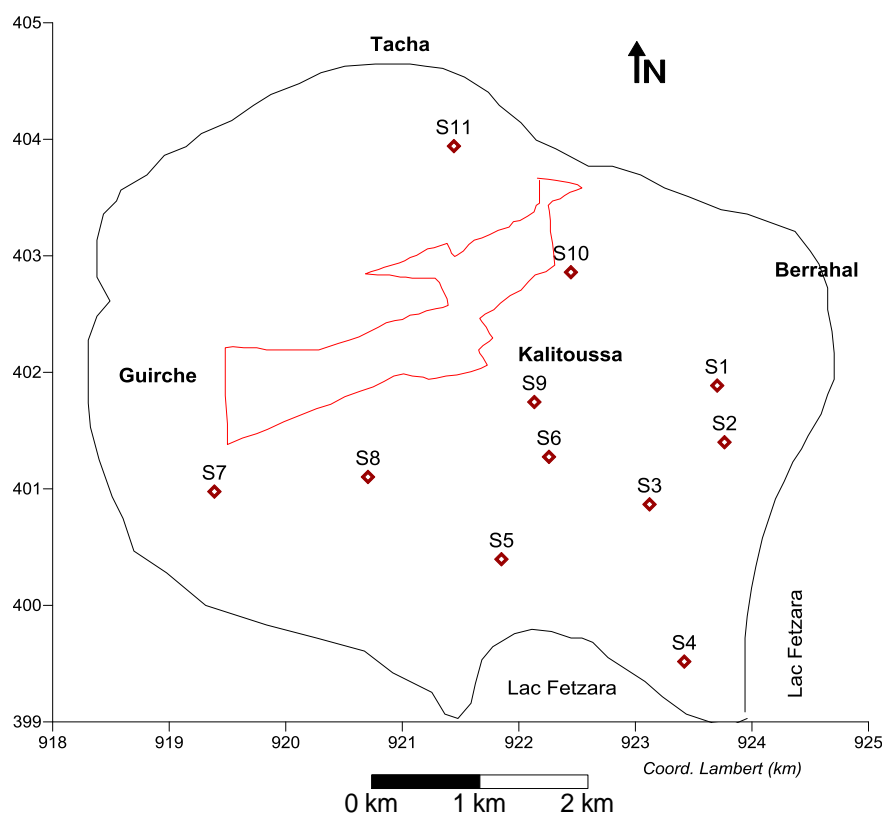 405
Tacha
N
404
S11
403
S10
Berrahal
402
Guirche
Kalitoussa
S1
S9
S2
S6
401
S7
S8
S3
S5
400
S4
Lac Fetzara
Lac Fetzara
399
918
919
920
921
922
923
924
925
Coord. Lambert (km)
0 km
1 km
2 km